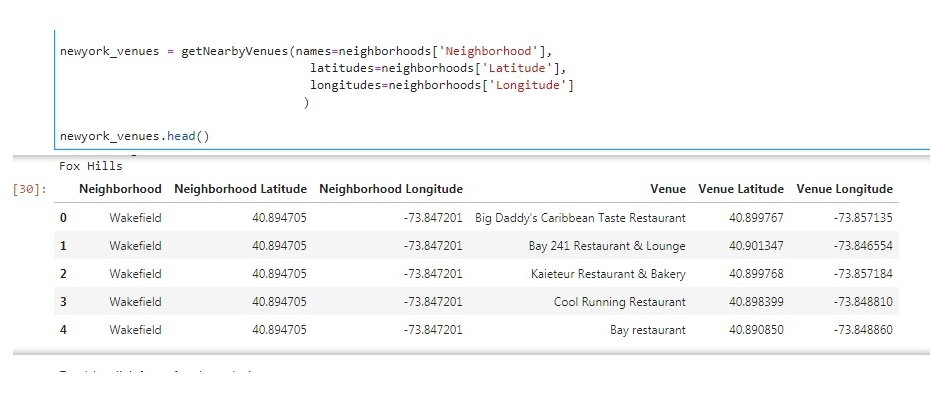 newyork_venues = getNearbyVenues(names=neighborhoods['Neighborhood'],
latitudes=neighborhoods['Latitude'],
longitudes=neighborhoods['Longitude']
)
newyork_venues.head()
Fox Hills
[30]: Neighborhood Neighborhood Latitude Neighborhood Longitude Venue Venue Latitude Venue Longitude
0 Wakefield 40.894705 -73.847201 Big Daddy's Caribbean Taste Restaurant 40.899767 -73.857135
1 Wakefield 40.894705 -73.847201 Bay 241 Restaurant & Lounge 40.901347 -73.846554
2 Wakefield 40.894705 -73.847201 Kaieteur Restaurant & Bakery 40.899768 -73.857184
3 Wakefield 40.894705 -73.847201 Cool Running Restaurant 40.898399 -73.848810
4 Wakefield 40.894705 -73.847201 Bay restaurant 40.890850 -73.848860